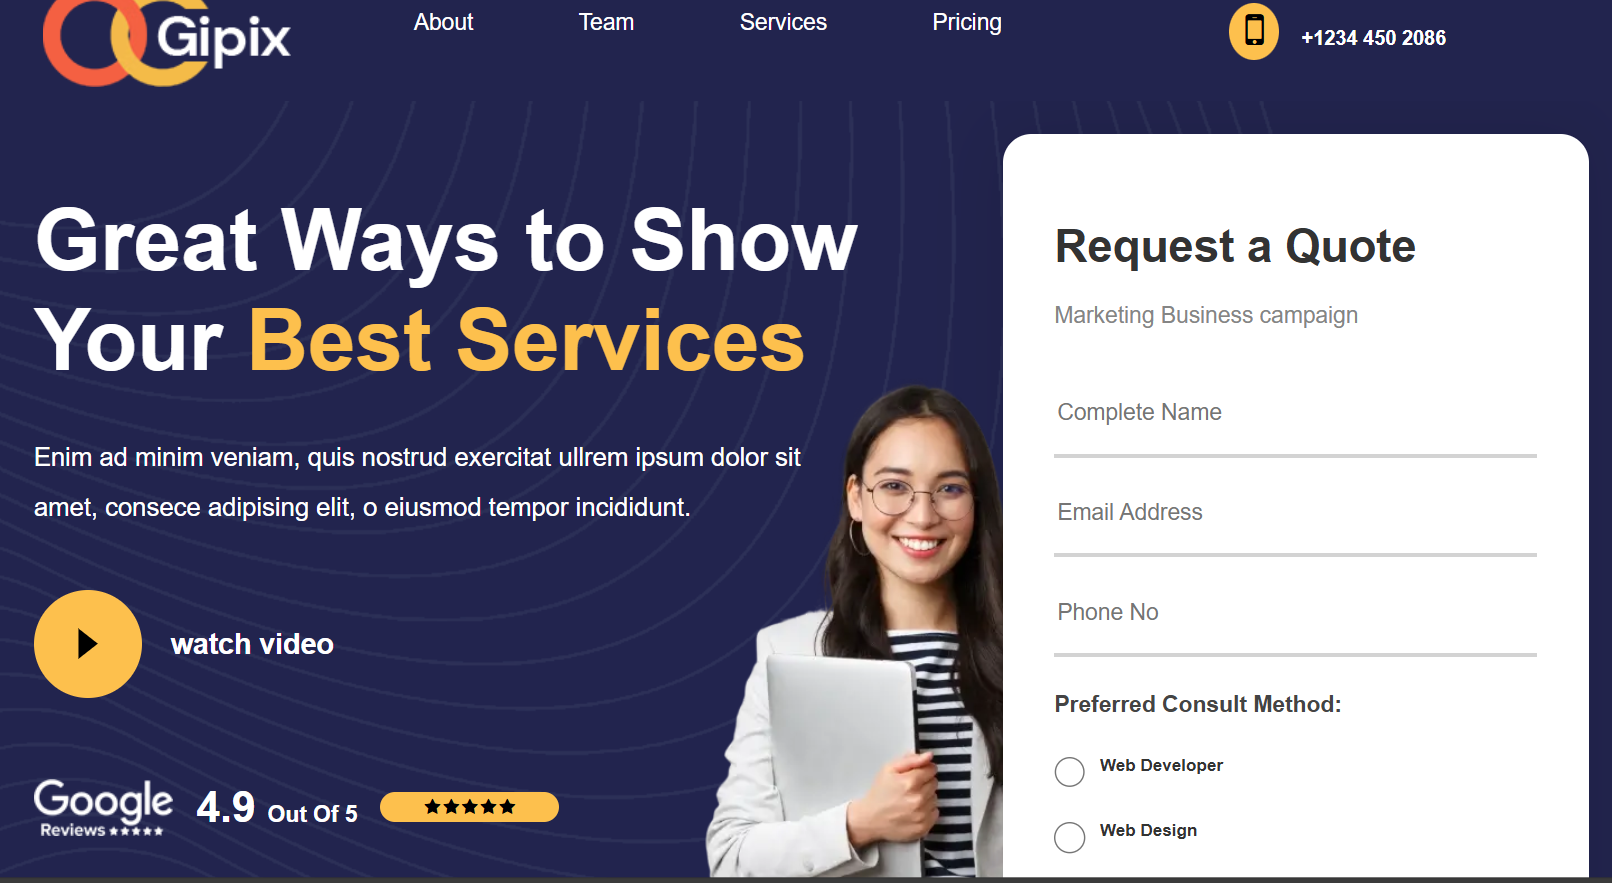 Gipix
About
Team
Services
Pricing
+1234 450 2086
Great Ways to Show
Your Best Services
Enim ad minim veniam, quis nostrud exercitat ullrem ipsum dolor sit
amet, consece adipising elit, o eiusmod tempor incididunt.
watch video
Google
Reviews
4.9 Out Of 5
Request a Quote
Marketing Business campaign
Complete Name
Email Address
Phone No
Preferred Consult Method:
Web Developer
Web Design